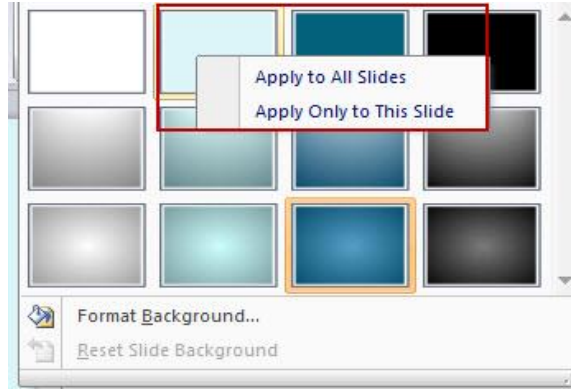 Apply to All Slides
Apply Only to This Slide
Format Background...
Reset Slide Background